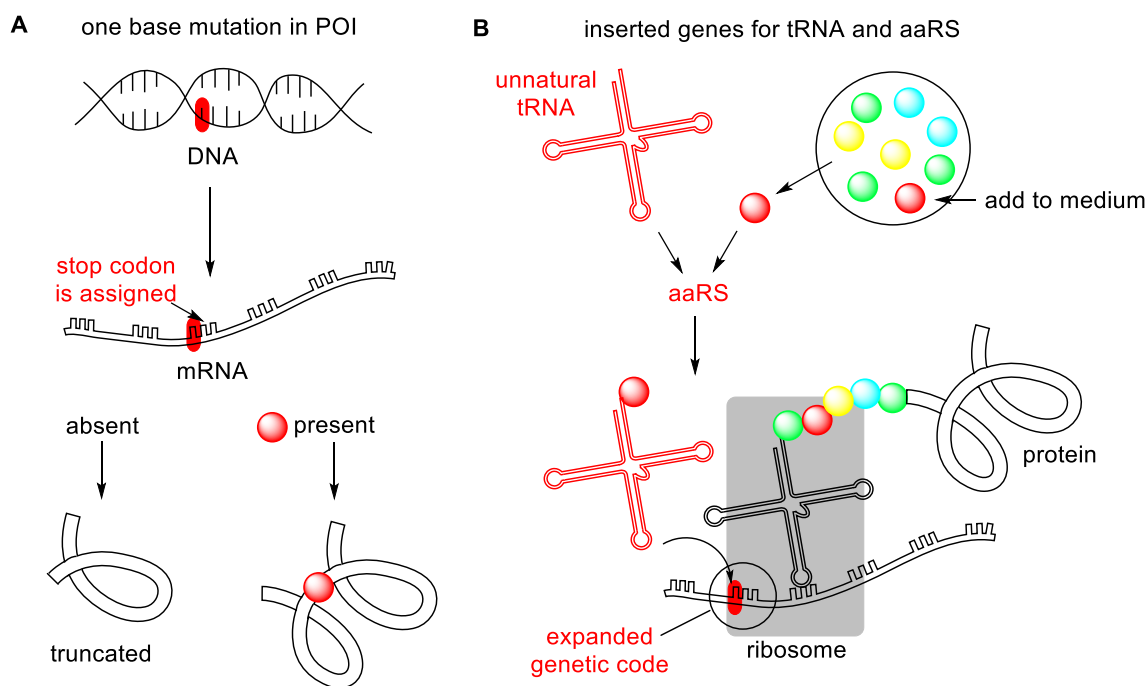 A
one base mutation in POI
DNA
stop codon
is assigned
mRNA
absent
present
truncated
B
inserted genes for tRNA and aaRS
unnatural
tRNA
add to medium
aaRS
protein
expanded
genetic code
ribosome